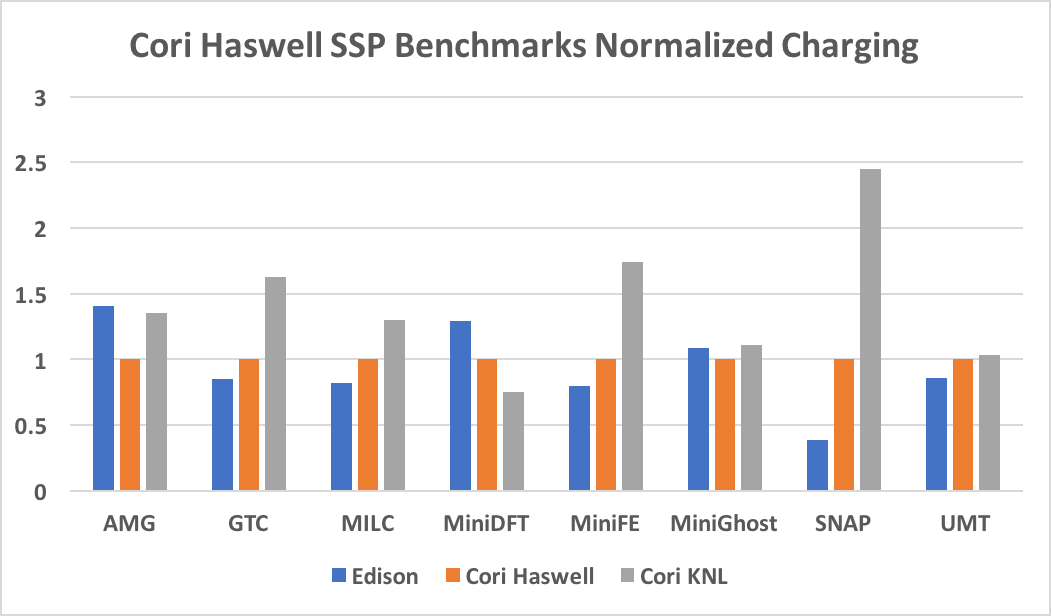 Cori Haswell SSP Benchmarks Normalized Charging
3
2.5
2
1.5
1
0.5
0
AMG GTC MILC MiniDFT MiniFE MiniGhost SNAP UMT
Edison Cori Haswell Cori KNL